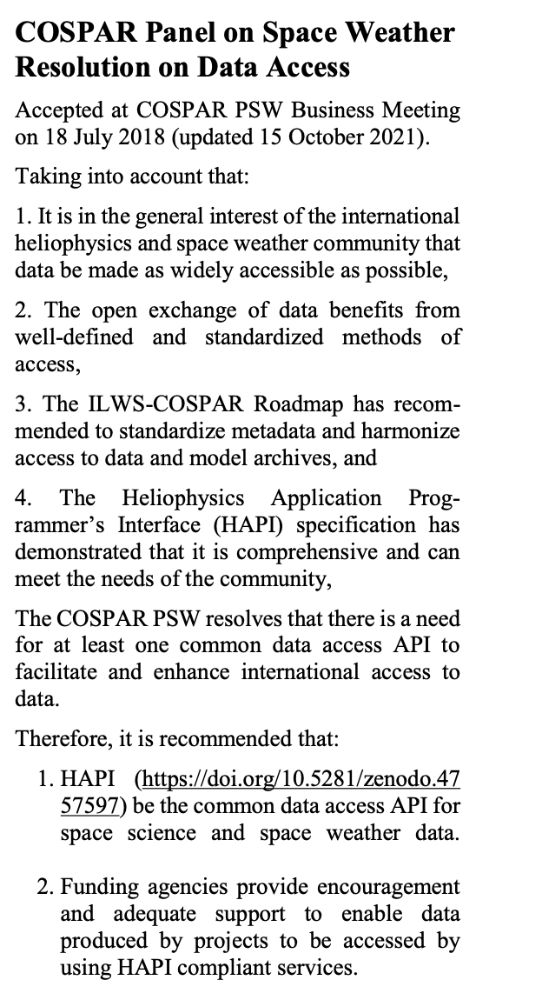 COSPAR Panel on Space Weather
Resolution on Data Access
Accepted at COSPAR PSW Business Meeting
on 18 July 2018 (updated 15 October 2021).
Taking into account that:
1. It is in the general interest of the international
heliophysics and space weather community that
data be made as widely accessible as possible,
2. The open exchange of data benefits from
well-defined and standardized methods of
access,
3. The ILWS-COSPAR Roadmap has recom-
mended to standardize metadata and harmonize
access to data and model archives, and
4. The Heliophysics Application Prog-
rammer’s Interface (HAPI) specification has
demonstrated that it is comprehensive and can
meet the needs of the community,
The COSPAR PSW resolves that there is a need
for at least one common data access API to
facilitate and enhance international access to
data.
Therefore, it is recommended that:
1. HAPI (https://doi.org/10.5281/zenodo.47
57597) be the common data access API for
space science and space weather data.
2. Funding agencies provide encouragement
and adequate support to enable data
produced by projects to be accessed by
using HAPI compliant services.